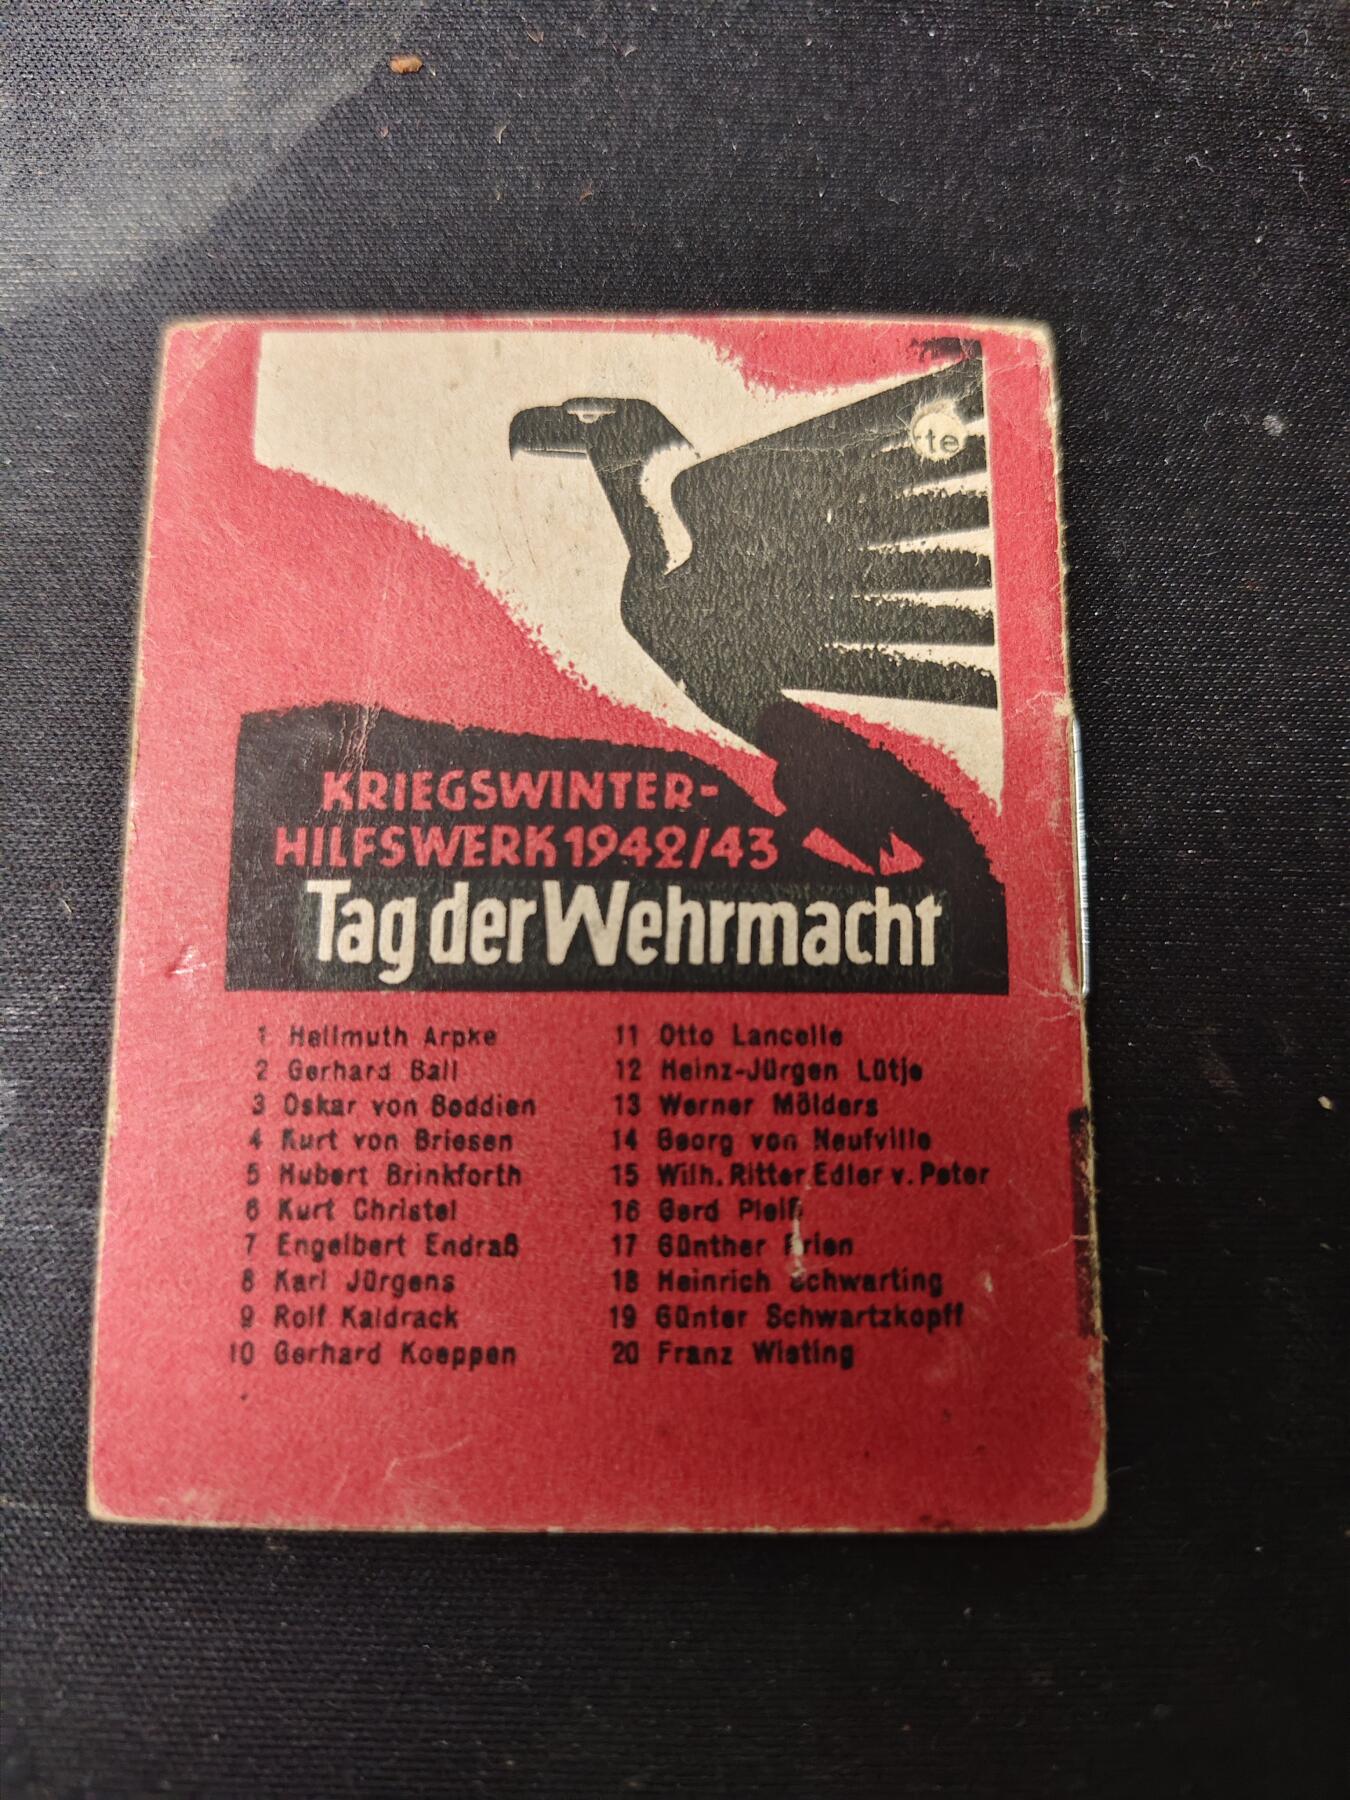 te
KRIEGSWINTER-
HILFSWERK 1942/43
Tag der Wehrmacht
1 Hellmuth Arpke
2 Gerhard Ball
3 Oskar von Boddien
4 Kurt von Briesen
5 Hubert Brinkforth
6 Kurt Christel
7 Engelbert Endraß
8 Karl Jürgens
9 Rolf Kaldrack
10 Gerhard Koeppen
11 Otto Lancelle
12 Heinz-Jürgen Lütje
13 Werner Mölders
14 Georg von Neufville
15 Wilh. Ritter Edler v. Peter
16 Gerd Pleiß
17 Günther Prien
18 Heinrich Schwarting
19 Günter Schwartzkopff
20 Franz Wisting